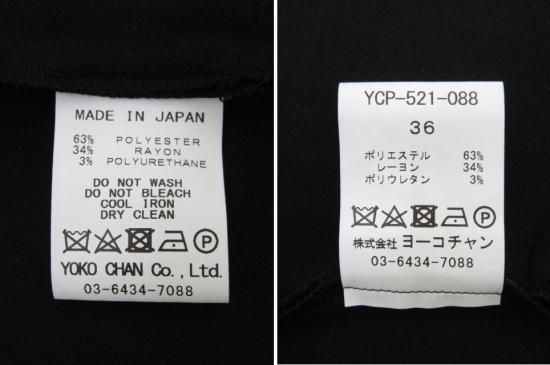 MADE IN JAPAN
63% POLYESTER
34% RAYON
3% POLYURETHANE
DO NOT WASH
DO NOT BLEACH
COOL IRON
DRY CLEAN
P
YOKO CHAN Co., Ltd.
03-6434-7088
YCP-521-088
36
ポリエステル 63%
レーヨン 34%
ポリウレタン 3%
P
株式会社 ヨーコチャン
03-6434-7088